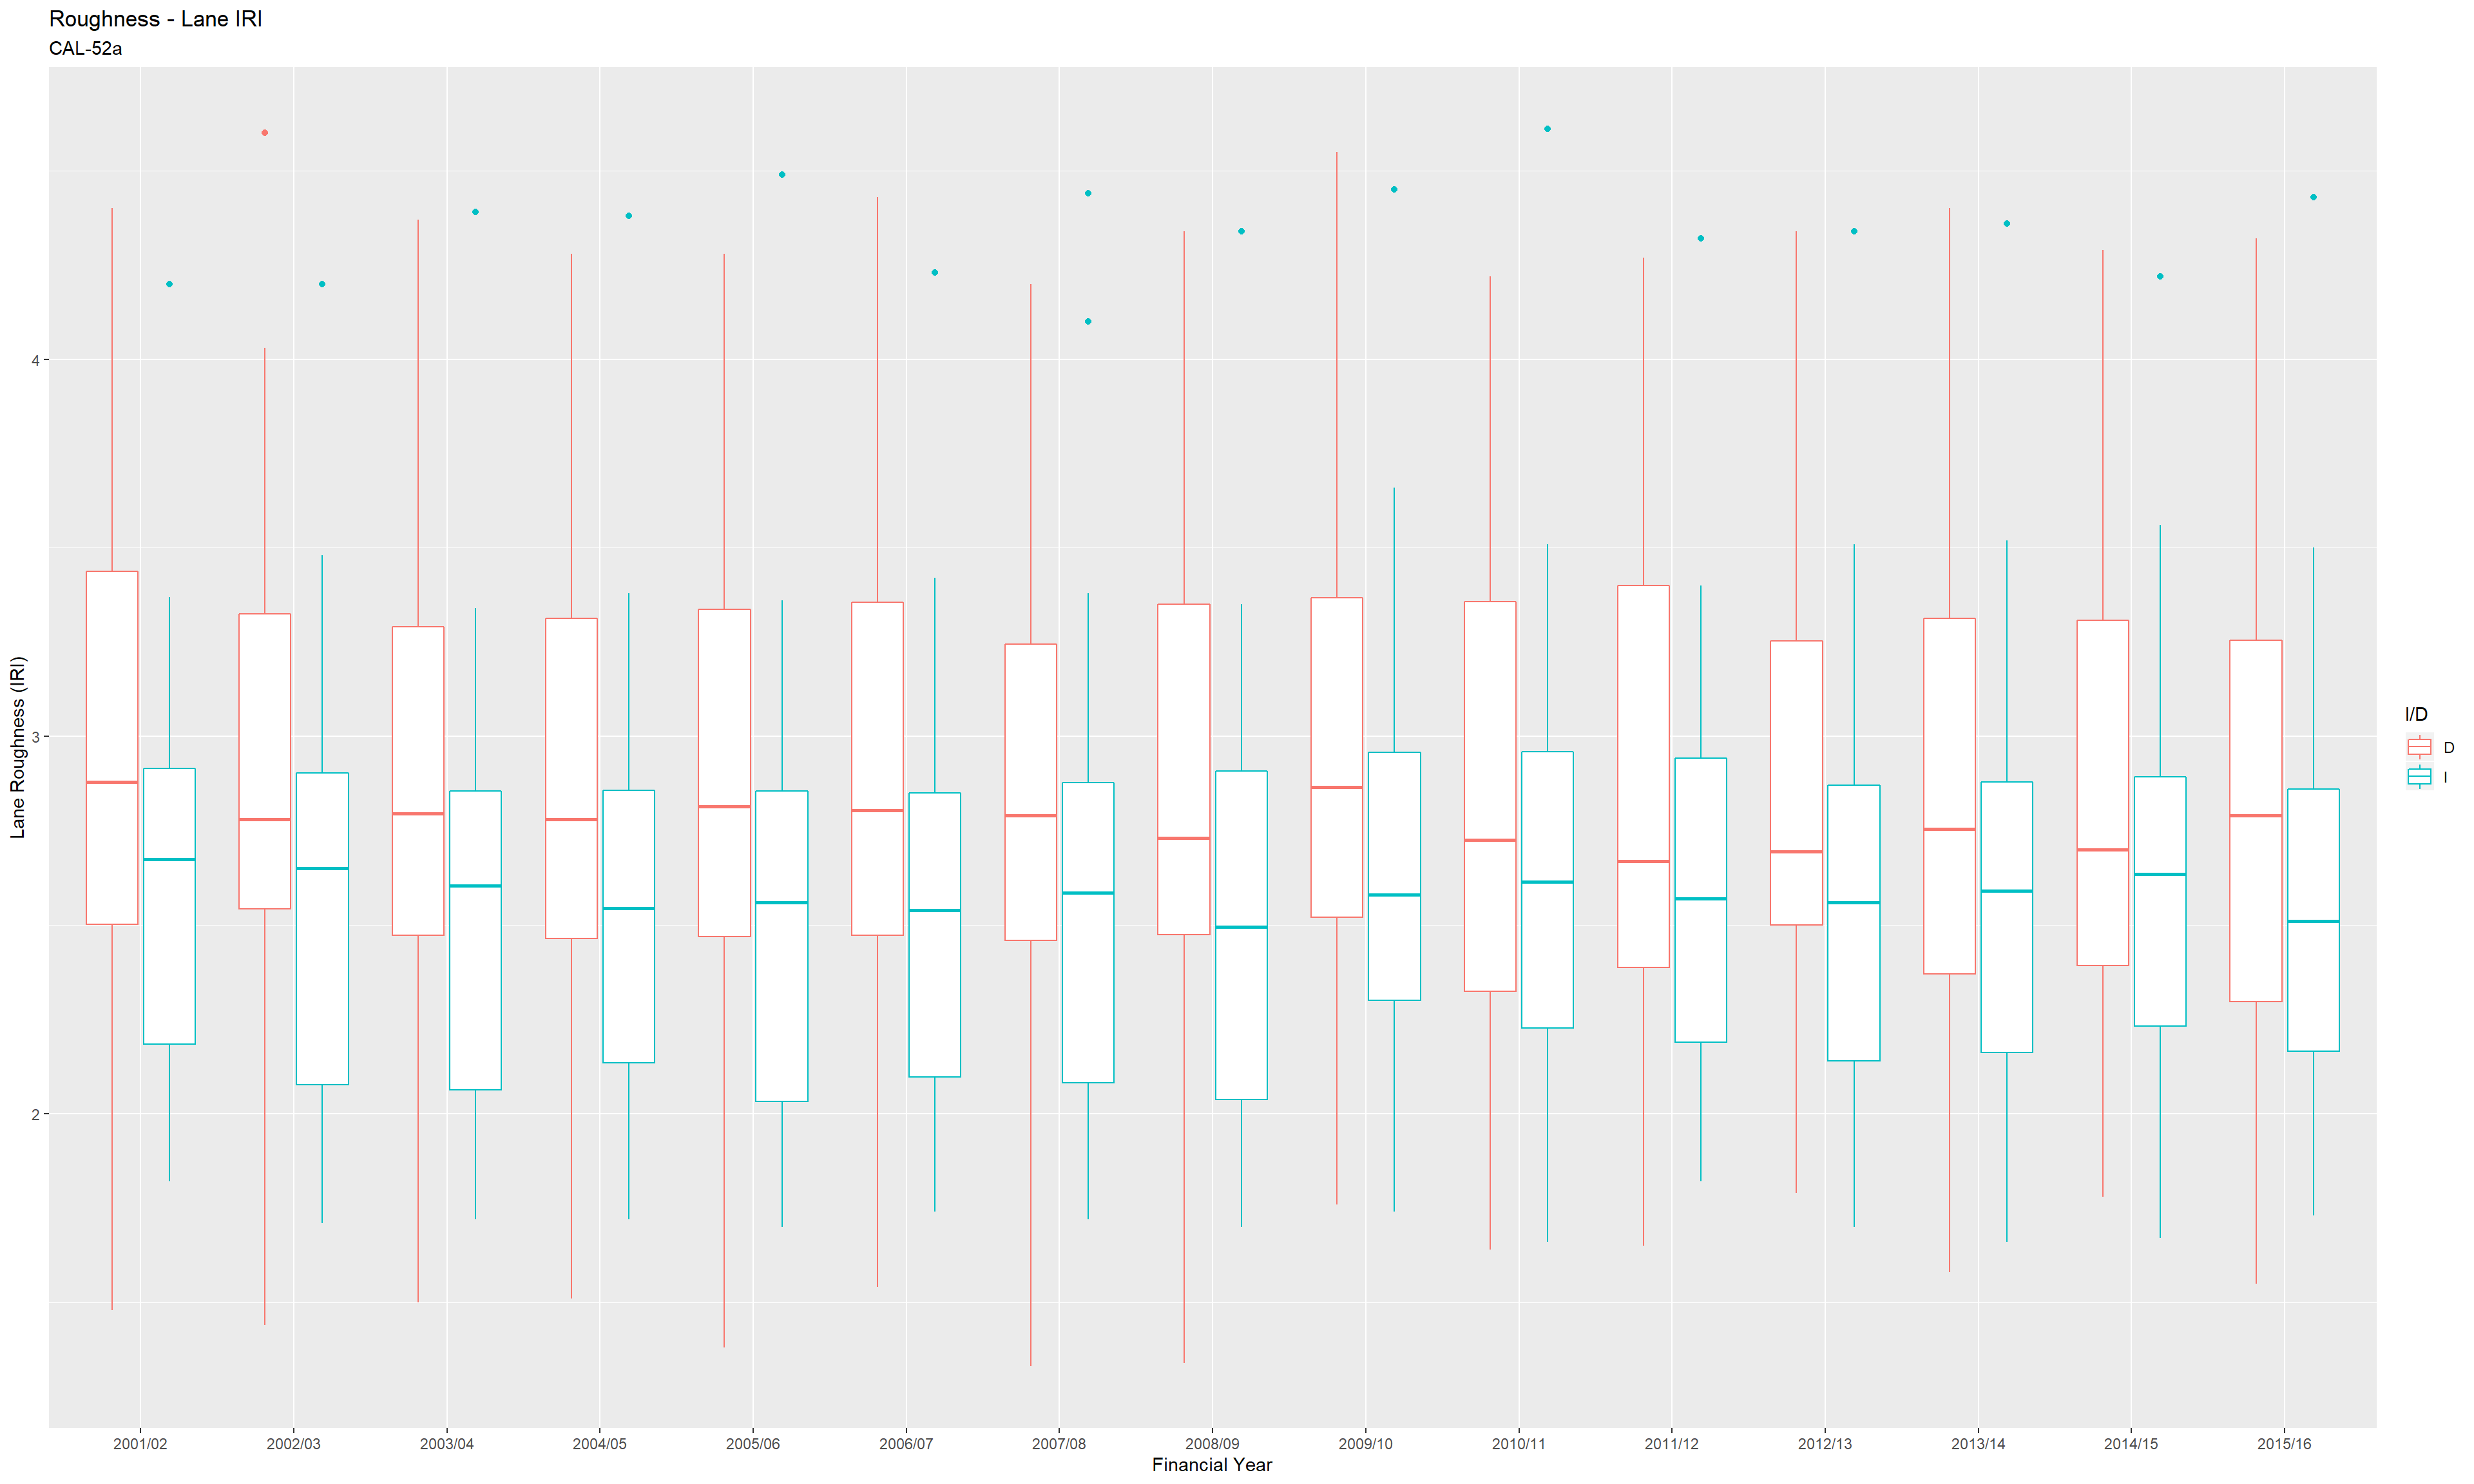 Roughness - Lane IRI
CAL-52a
Lane Roughness (IRI)
4
3
2
2001/02 2002/03 2003/04 2004/05 2005/06 2006/07 2007/08 2008/09 2009/10 2010/11 2011/12 2012/13 2013/14 2014/15 2015/16
Financial Year
I/D
D
I